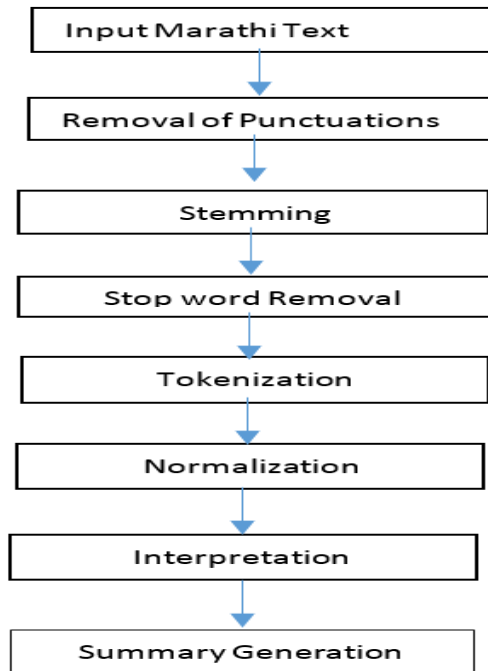 Input Marathi Text
Removal of Punctuations
Stemming
Stop word Removal
Tokenization
Normalization
Interpretation
Summary Generation